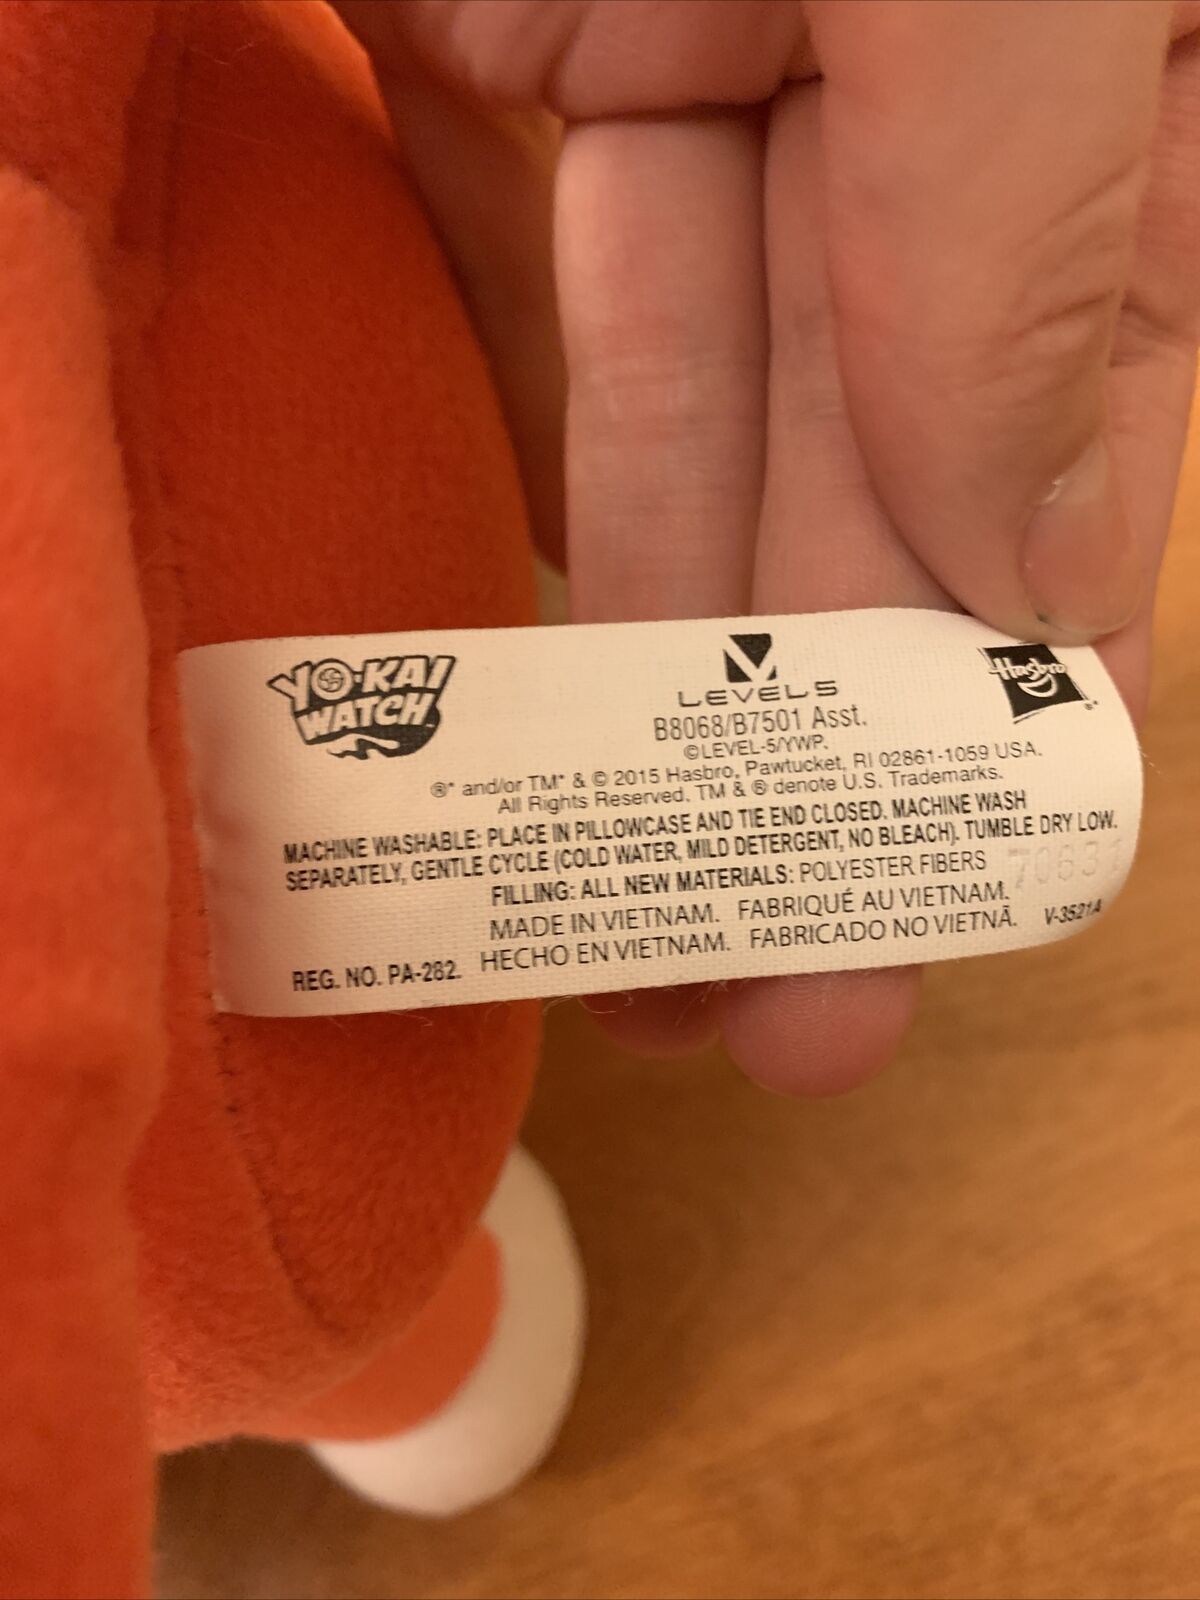 YO-KAI WATCH
LEVEL5
Hasbro®*
B8068/B7501 Asst.
©LEVEL-5/YWP.
®* and/or TM* & © 2015 Hasbro, Pawtucket, RI 02861-1059 USA.
All Rights Reserved. TM & ® denote U.S. Trademarks.
MACHINE WASHABLE: PLACE IN PILLOWCASE AND TIE END CLOSED. MACHINE WASH
SEPARATELY, GENTLE CYCLE (COLD WATER, MILD DETERGENT, NO BLEACH). TUMBLE DRY LOW.
FILLING: ALL NEW MATERIALS: POLYESTER FIBERS
MADE IN VIETNAM. FABRIQUÉ AU VIETNAM.
REG. NO. PA-282. HECHO EN VIETNAM. FABRICADO NO VIETNÃ. V-3521A